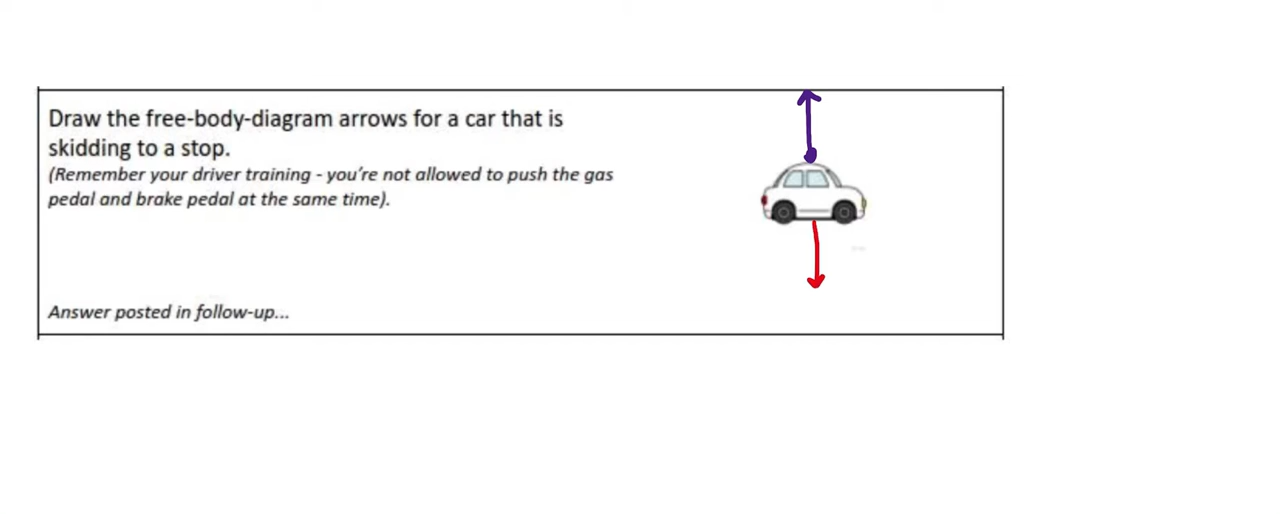 Draw the free-body-diagram arrows for a car that is
skidding to a stop.
(Remember your driver training - you're not allowed to push the gas
pedal and brake pedal at the same time).
Answer posted in follow-up...